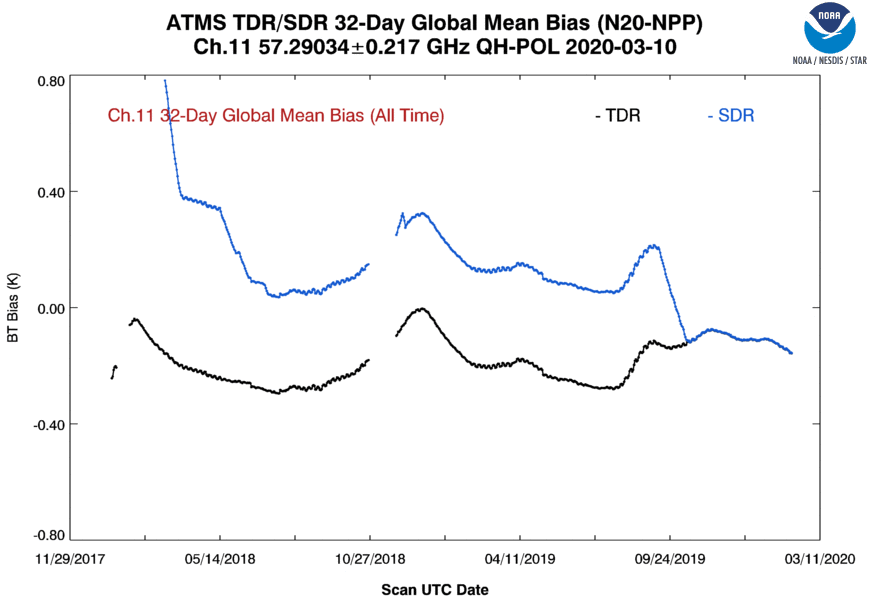 ATMS TDR/SDR 32-Day Global Mean Bias (N20-NPP)
Ch.11 57.29034±0.217 GHz QH-POL 2020-03-10
NOAA
NOAA / NESDIS / STAR
Ch.11 32-Day Global Mean Bias (All Time)
- TDR
- SDR
0.80
0.40
0.00
-0.40
-0.80
BT Bias (K)
11/29/2017
05/14/2018
10/27/2018
04/11/2019
09/24/2019
03/11/2020
Scan UTC Date